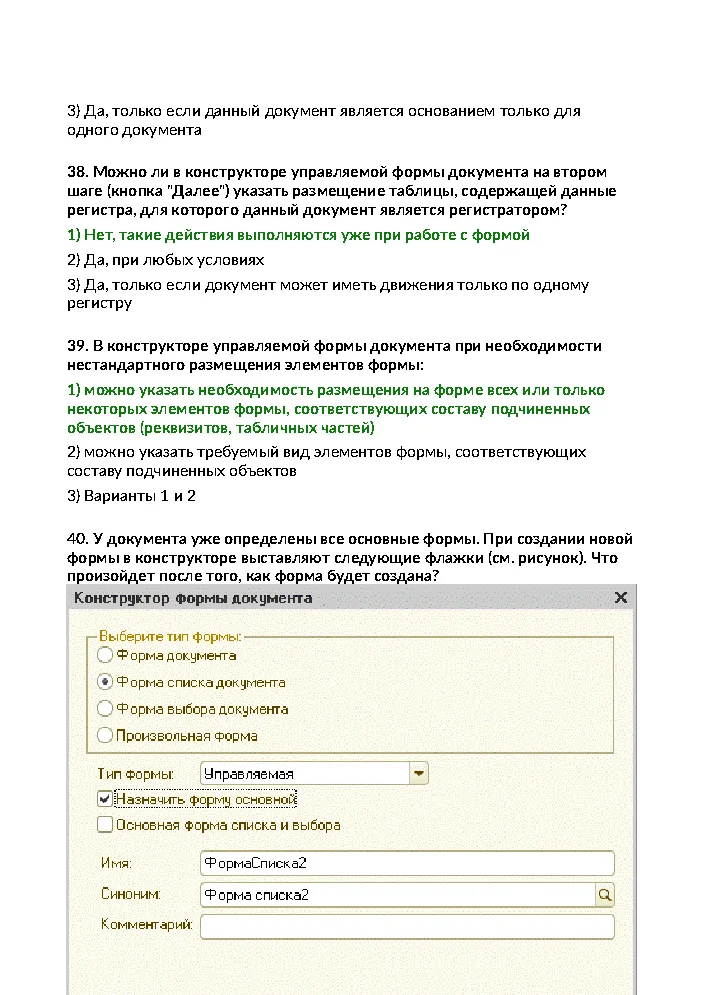 3) Да, только если данный документ является основанием только для
одного документа
38. Можно ли в конструкторе управляемой формы документа на втором
шаге (кнопка "Далее") указать размещение таблицы, содержащей данные
регистра, для которого данный документ является регистратором?
1) Нет, такие действия выполняются уже при работе с формой
2) Да, при любых условиях
3) Да, только если документ может иметь движения только по одному
регистру
39. В конструкторе управляемой формы документа при необходимости
нестандартного размещения элементов формы:
1) можно указать необходимость размещения на форме всех или только
некоторых элементов формы, соответствующих составу подчиненных
объектов (реквизитов, табличных частей)
2) можно указать требуемый вид элементов формы, соответствующих
составу подчиненных объектов
3) Варианты 1 и 2
40. У документа уже определены все основные формы. При создании новой
формы в конструкторе выставляют следующие флажки (см. рисунок). Что
произойдет после того, как форма будет создана?
Конструктор формы документа
Выберите тип формы:
Форма документа
Форма списка документа
Форма выбора документа
Произвольная форма
Тип формы: Управляемая
Назначить форму основной
Основная форма списка и выбора
Имя: ФормаСписка2
Синоним: Форма списка2
Комментарий: